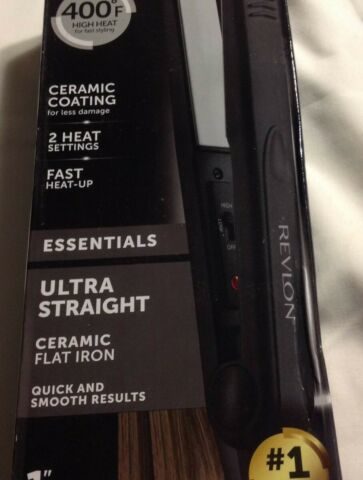 400°F
HIGH HEAT
for fast styling
CERAMIC
COATING
for less damage
2 HEAT
SETTINGS
FAST
HEAT-UP
HIGH
OFF
REVLON
ESSENTIALS
ULTRA
STRAIGHT
CERAMIC
FLAT IRON
QUICK AND
SMOOTH RESULTS
1"
#1